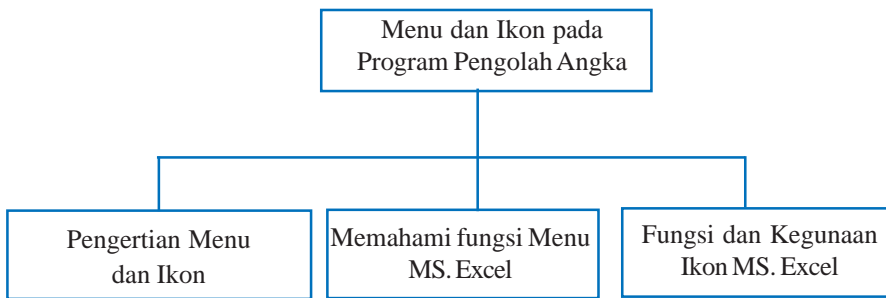 Menu dan Ikon pada
Program Pengolah Angka
Pengertian Menu
dan Ikon
Memahami fungsi Menu
MS. Excel
Fungsi dan Kegunaan
Ikon MS. Excel